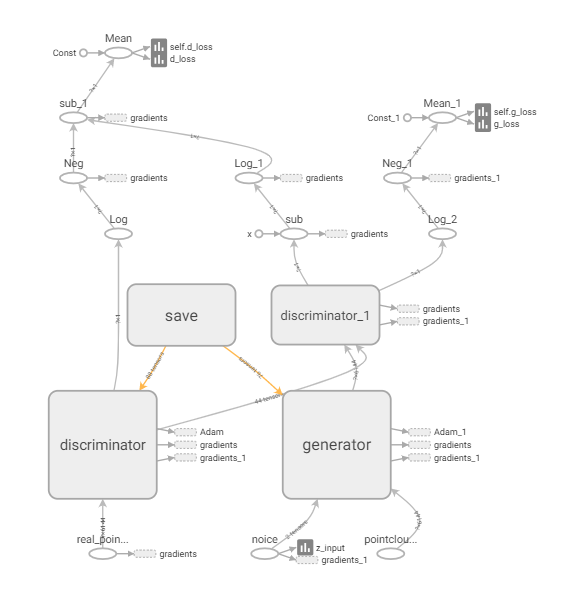 Mean
Const
self.d_loss
d_loss
sub_1
gradients
Mean_1
Const_1
self.g_loss
g_loss
Neg
gradients
Log_1
gradients
Neg_1
gradients_1
Log
x
sub
gradients
Log_2
save
discriminator_1
gradients
gradients_1
44 tensors
discriminator
Adam
gradients
gradients_1
generator
Adam_1
gradients
gradients_1
real_poin...
gradients
noice
z_input
gradients_1
pointclou...